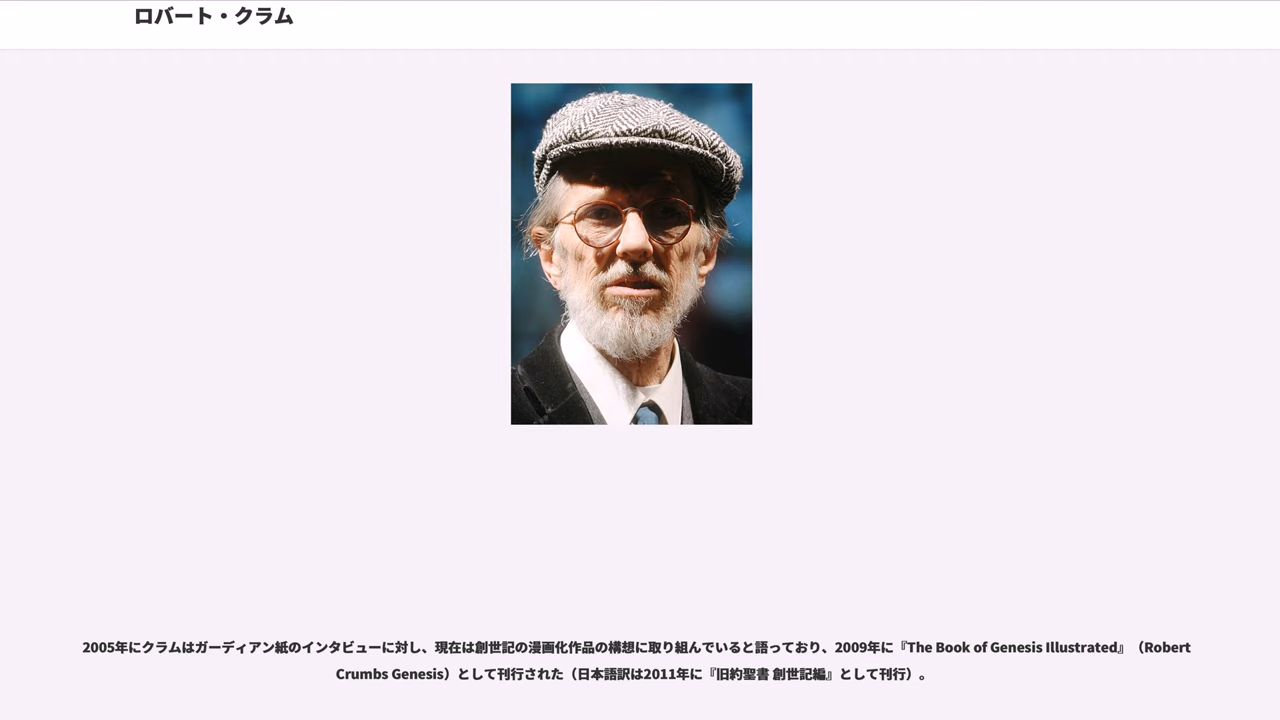 ロバート・クラム
2005年にクラムはガーディアン紙のインタビューに対し、現在は創世記の漫画化作品の構想に取り組んでいると語っており、2009年に『The Book of Genesis Illustrated』（Robert
Crumbs Genesis）として刊行された（日本語訳は2011年に『旧約聖書 創世記編』として刊行）。